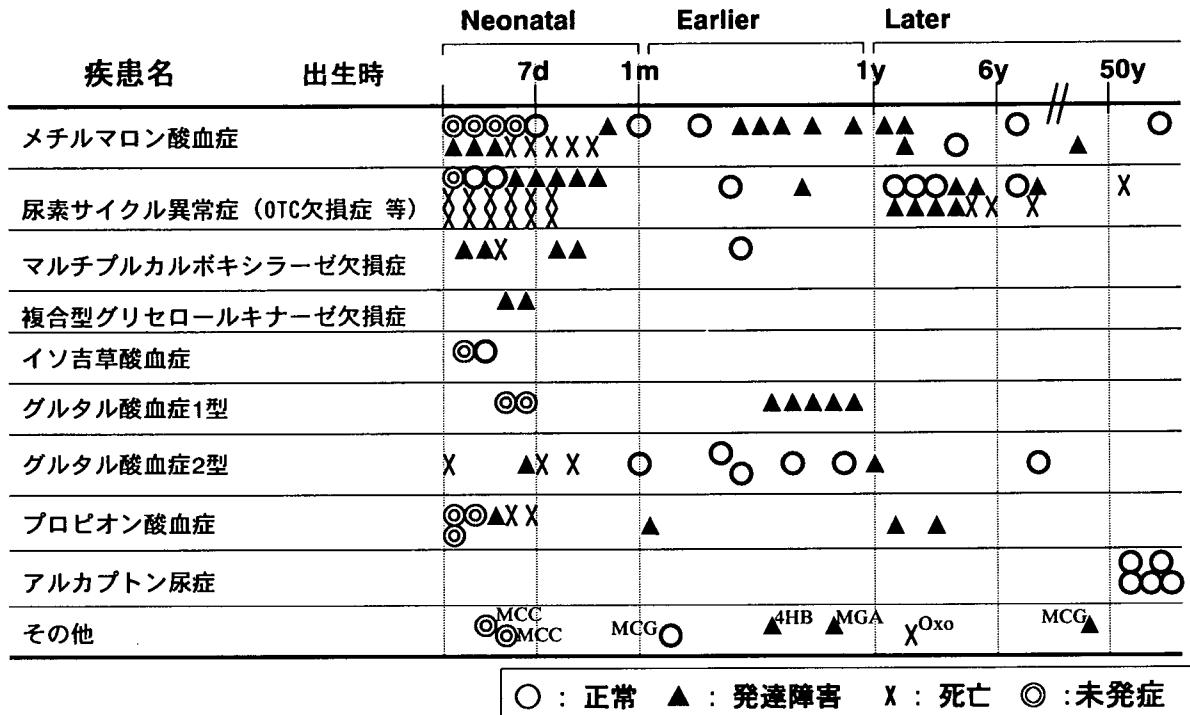 Neonatal Earlier Later
疾患名 出生時 7d 1m 1y 6y 50y
メチルマロン酸血症
尿素サイクル異常症（OTC欠損症 等）
マルチプルカルボキシラーゼ欠損症
複合型グリセロールキナーゼ欠損症
イソ吉草酸血症
グルタル酸血症1型
グルタル酸血症2型
プロピオン酸血症
アルカプトン尿症
その他 MCC MCC MCG 4HB MGA Oxo MCG
○ : 正常 ▲ : 発達障害 X : 死亡 ◎ :未発症